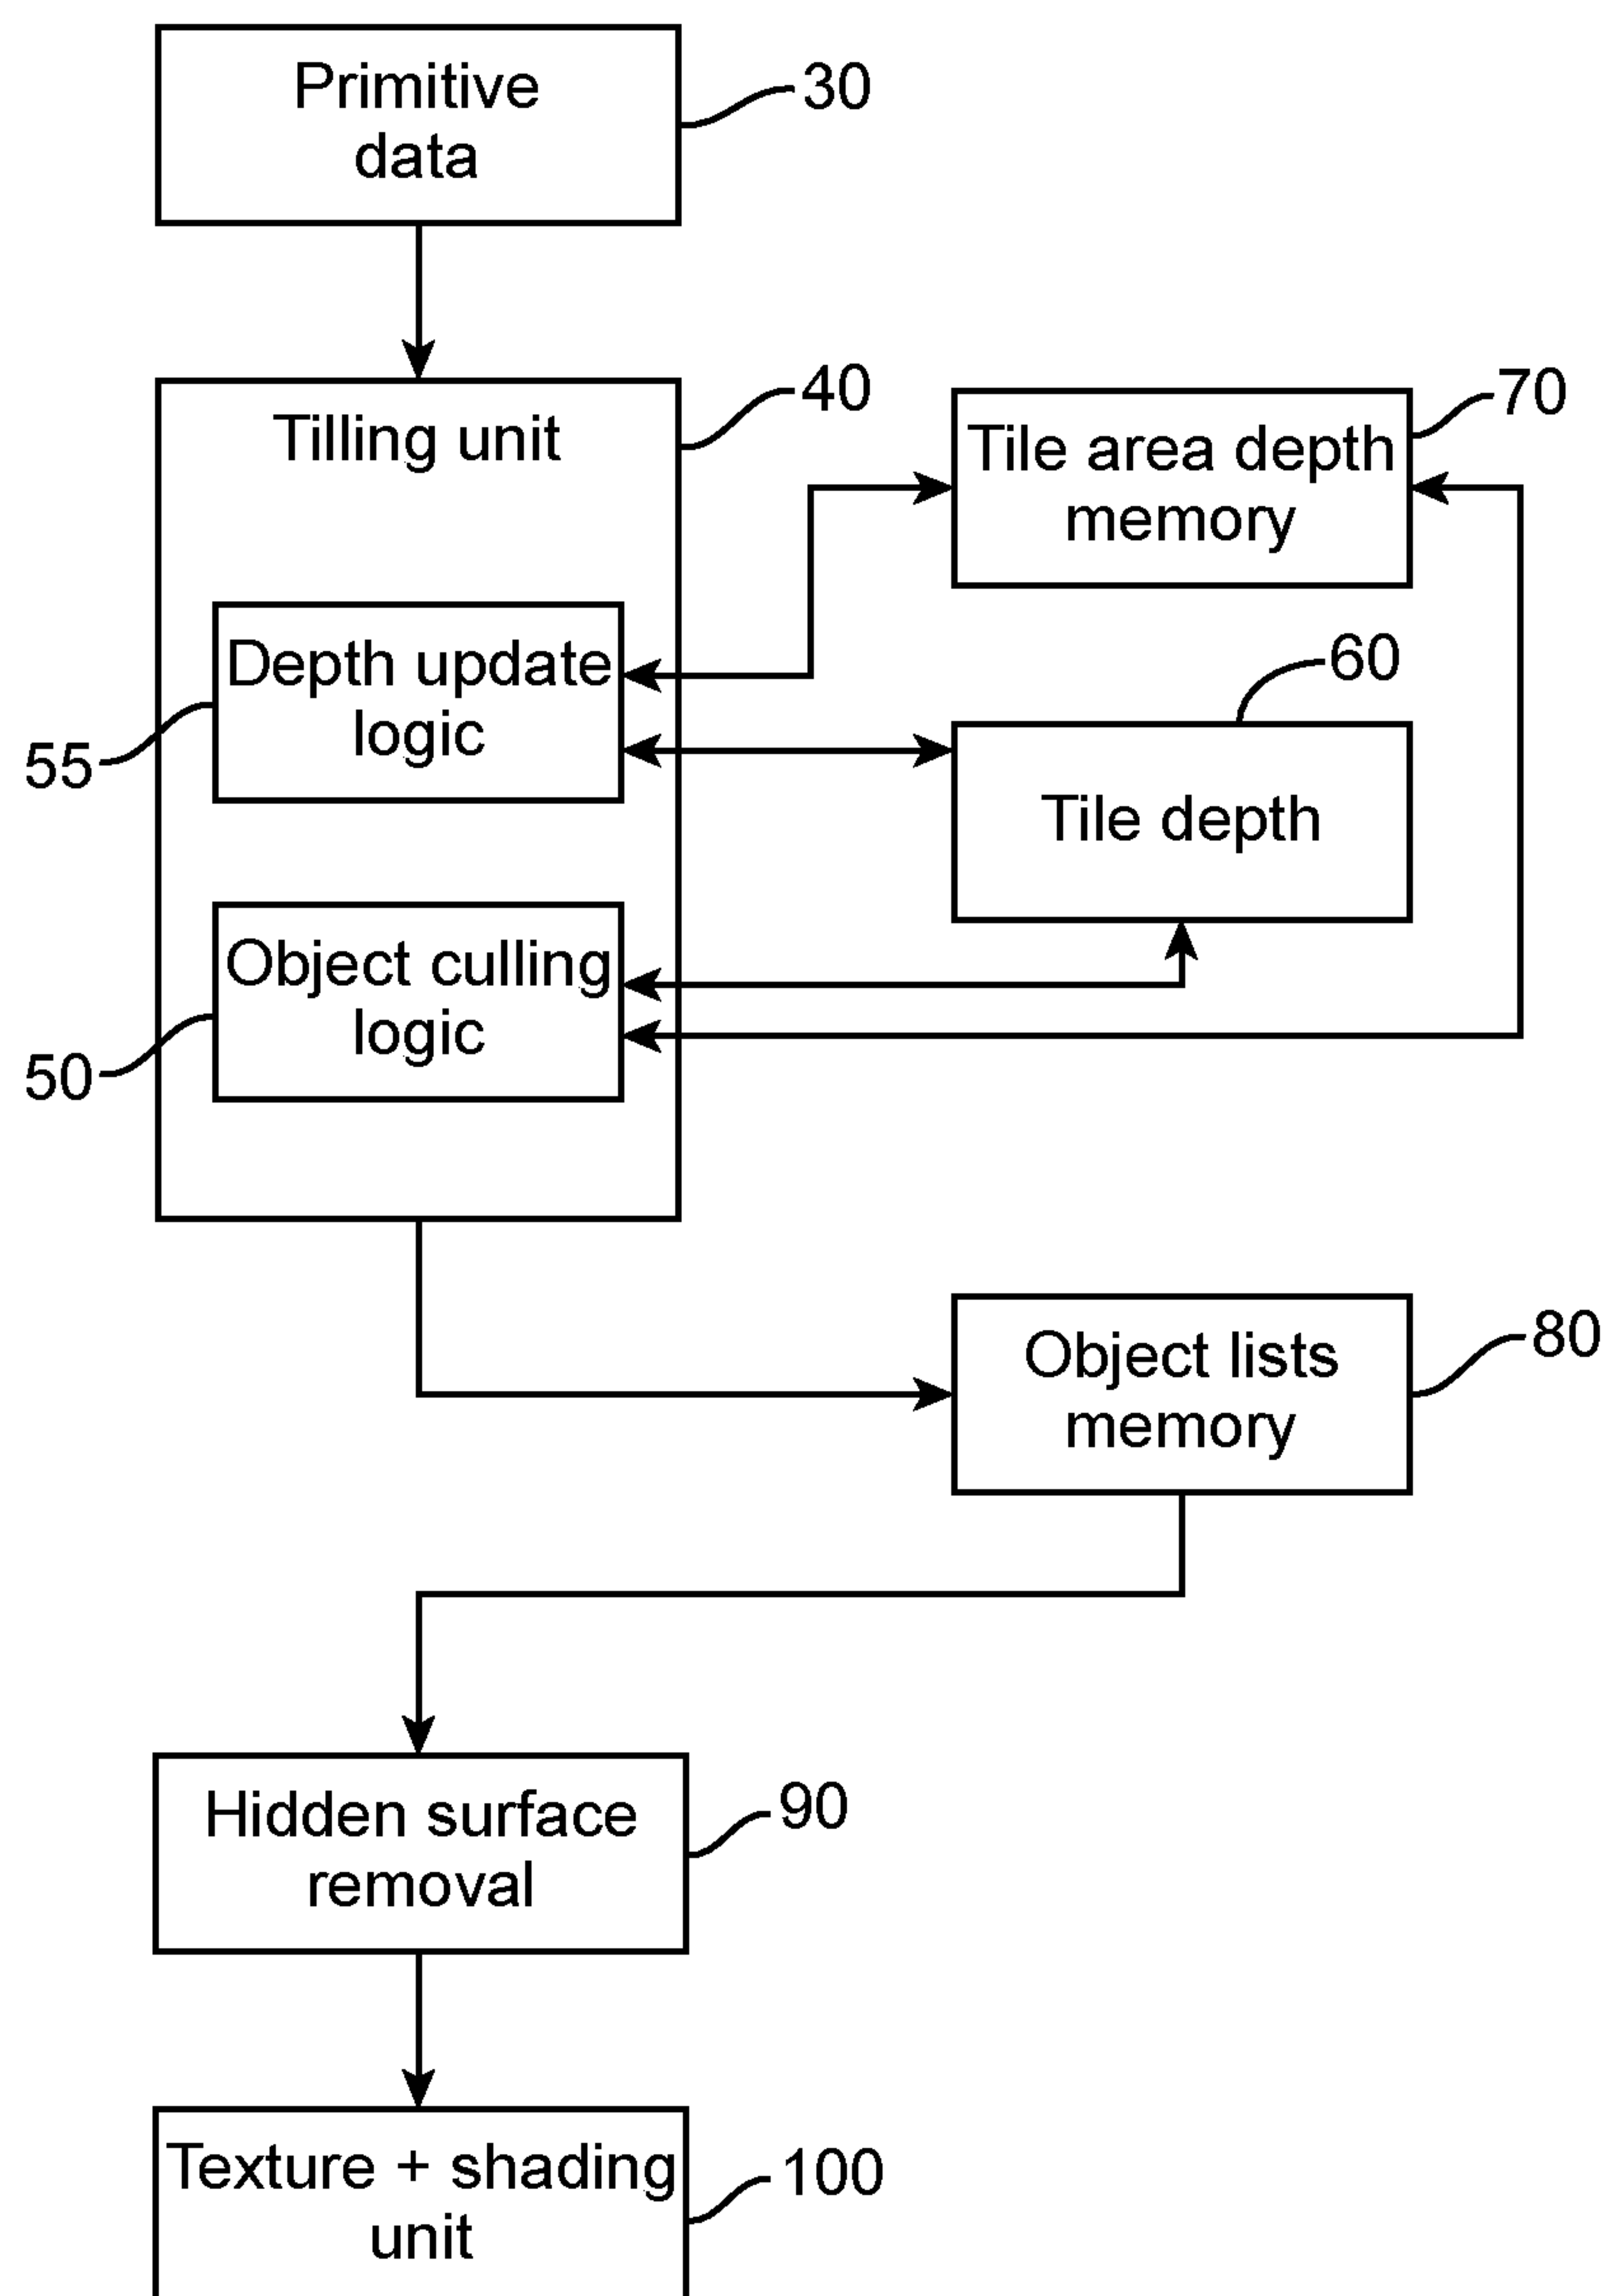 Primitive
data
30
Tilling unit
40
Tile area depth
memory
70
Depth update
logic
55
60
Tile depth
Object culling
logic
50
Object lists
memory
80
Hidden surface
removal
90
Texture + shading
unit
100